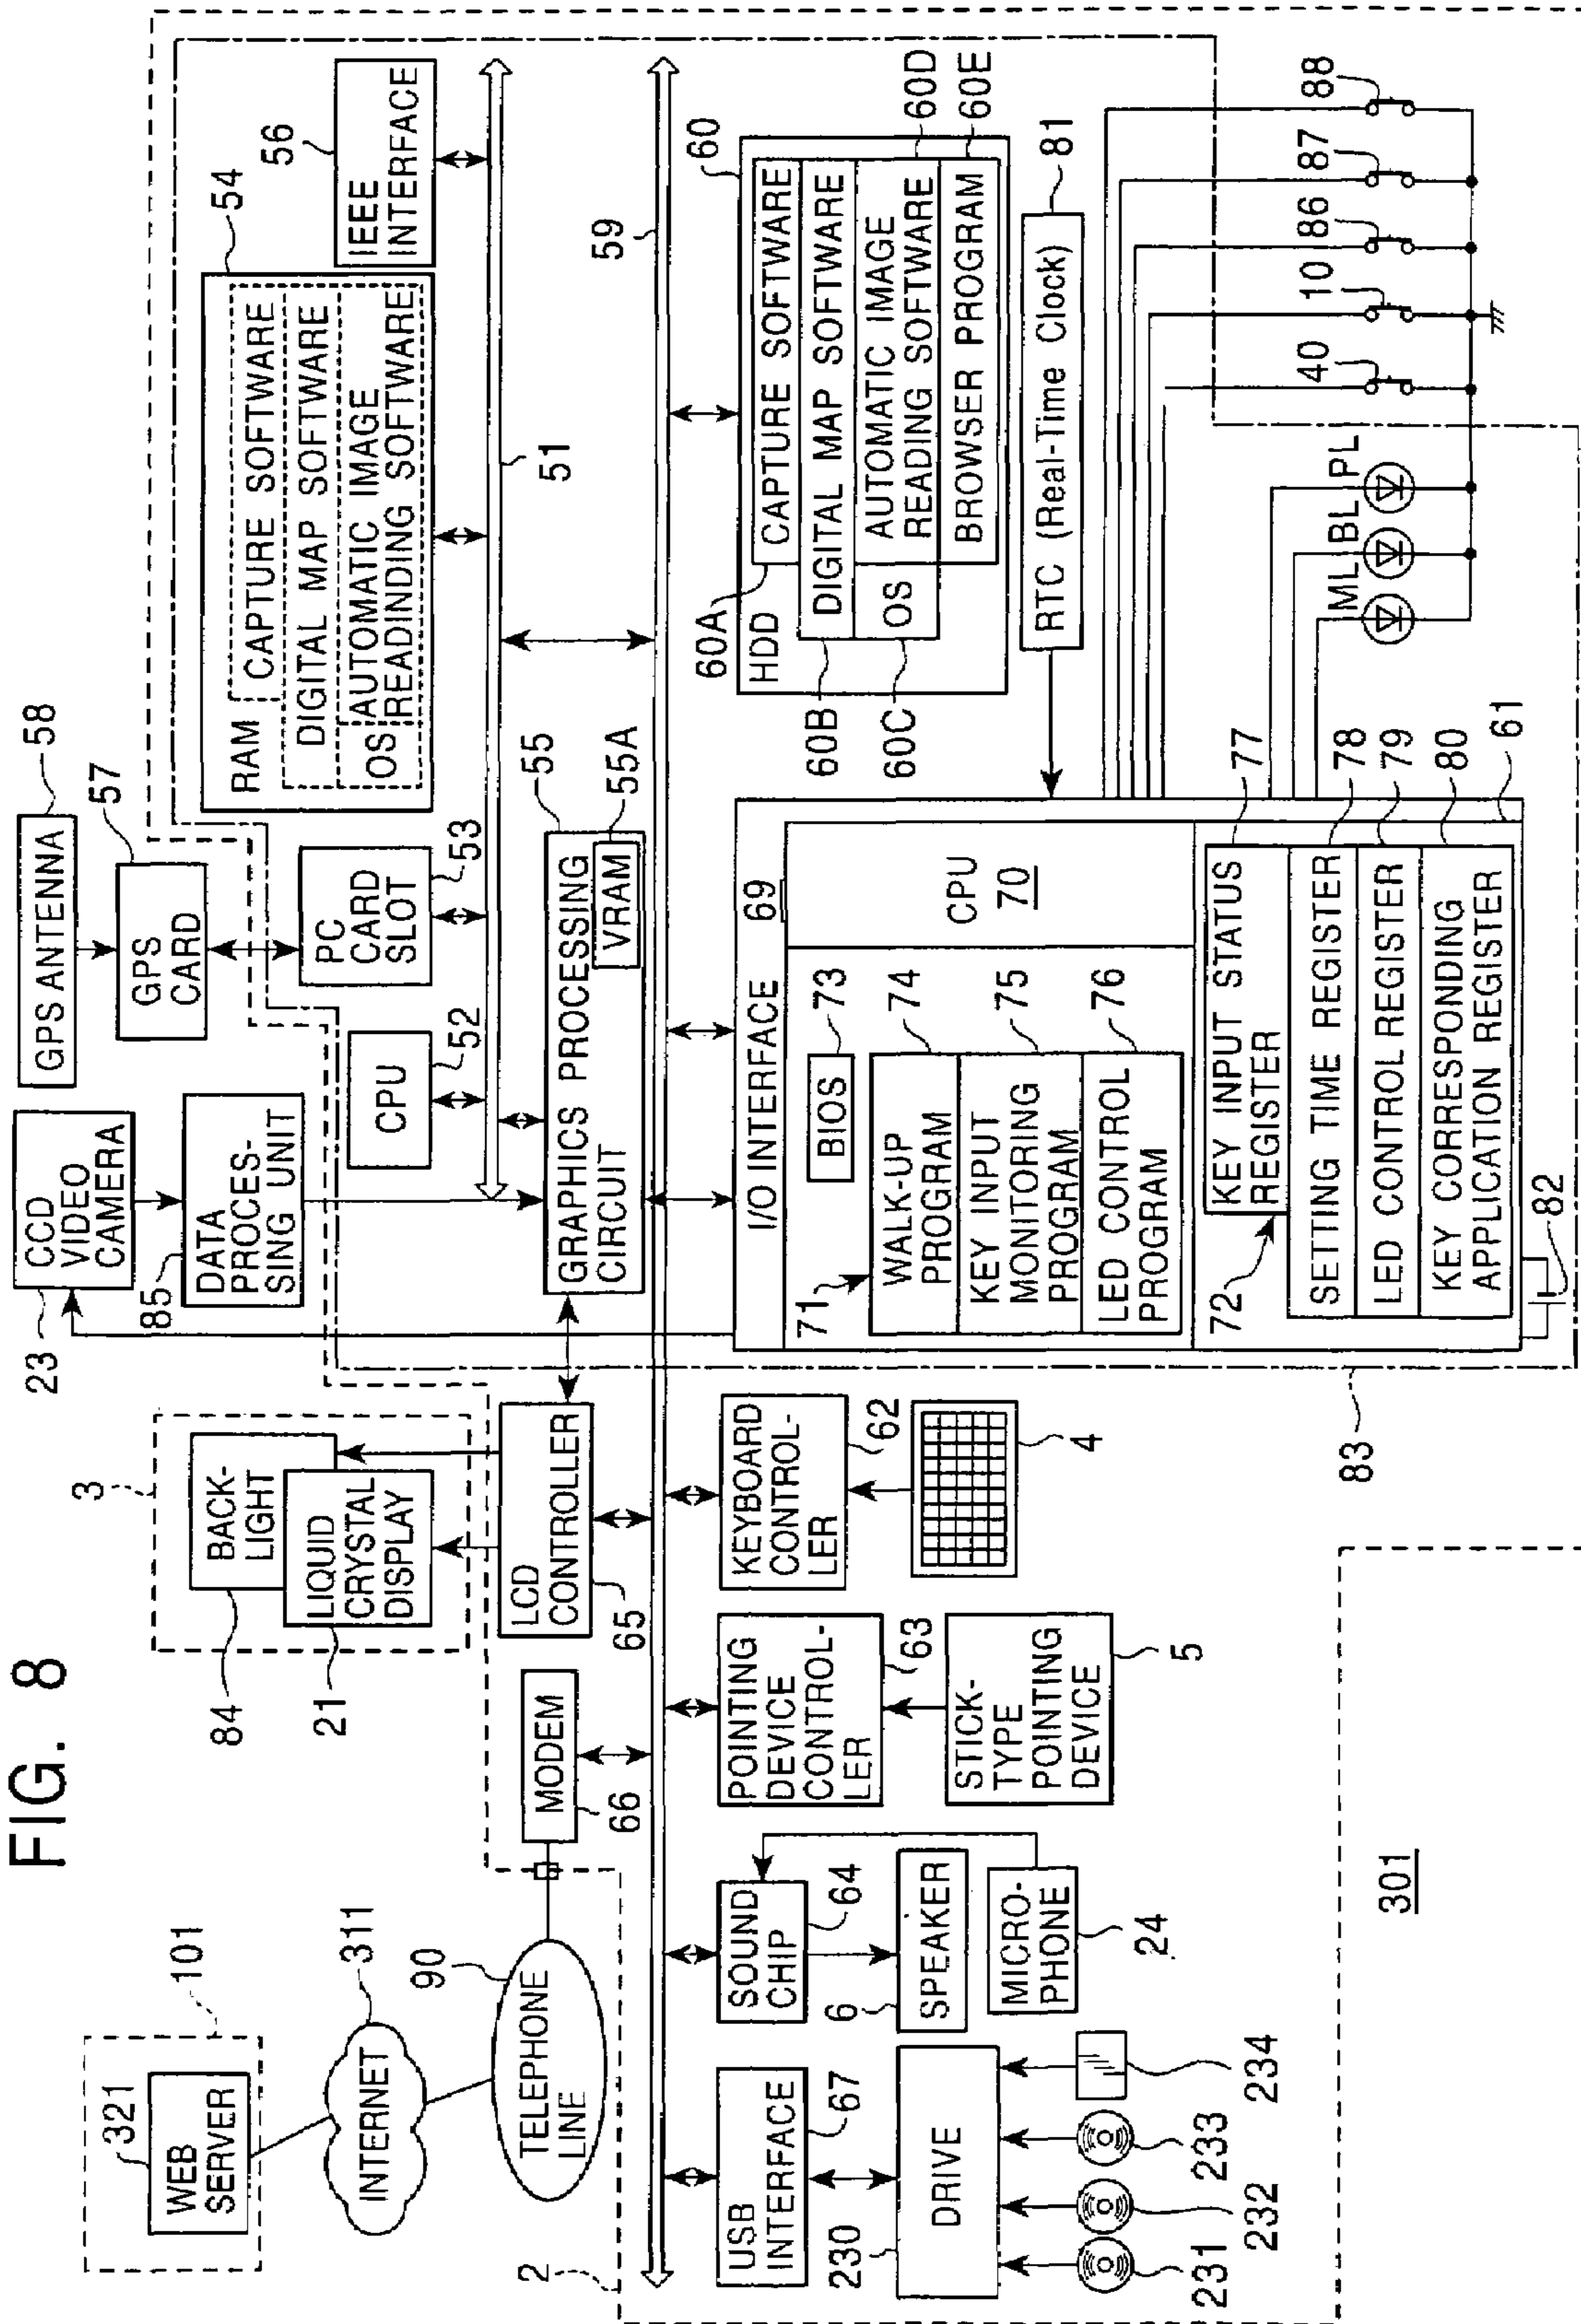 FIG. 8
101
321
WEB
SERVER
311
INTERNET
90
TELEPHONE
LINE
2
3
BACK-
LIGHT
84
LIQUID
CRYSTAL
DISPLAY
21
LCD
CONTROLLER
65
MODEM
66
23
CCD
VIDEO
CAMERA
85
DATA
PROCES-
SING UNIT
GPS ANTENNA
58
GPS
CARD
57
CPU
52
PC
CARD
SLOT
53
RAM
54
CAPTURE SOFTWARE
DIGITAL MAP SOFTWARE
OS
AUTOMATIC IMAGE
READINDING SOFTWARE
56
IEEE
INTERFACE
51
GRAPHICS PROCESSING
CIRCUIT
55
VRAM
55A
59
USB
INTERFACE
67
230
DRIVE
231
232
233
234
SOUND
CHIP
64
6
SPEAKER
MICRO-
PHONE
24
POINTING
DEVICE
CONTROL-
LER
63
STICK-
TYPE
POINTING
DEVICE
5
KEYBOARD
CONTROL-
LER
62
4
I/O INTERFACE
69
71
BIOS
73
WALK-UP
PROGRAM
74
KEY INPUT
MONITORING
PROGRAM
75
LED CONTROL
PROGRAM
76
CPU
70
72
KEY INPUT STATUS
REGISTER
77
SETTING TIME REGISTER
78
LED CONTROL REGISTER
79
KEY CORRESPONDING
APPLICATION REGISTER
80
61
82
83
HDD
60
60A
CAPTURE SOFTWARE
60B
DIGITAL MAP SOFTWARE
60C
OS
AUTOMATIC IMAGE
READING SOFTWARE
60D
BROWSER PROGRAM
60E
RTC (Real-Time Clock)
81
ML
BL
PL
40
10
86
87
88
301